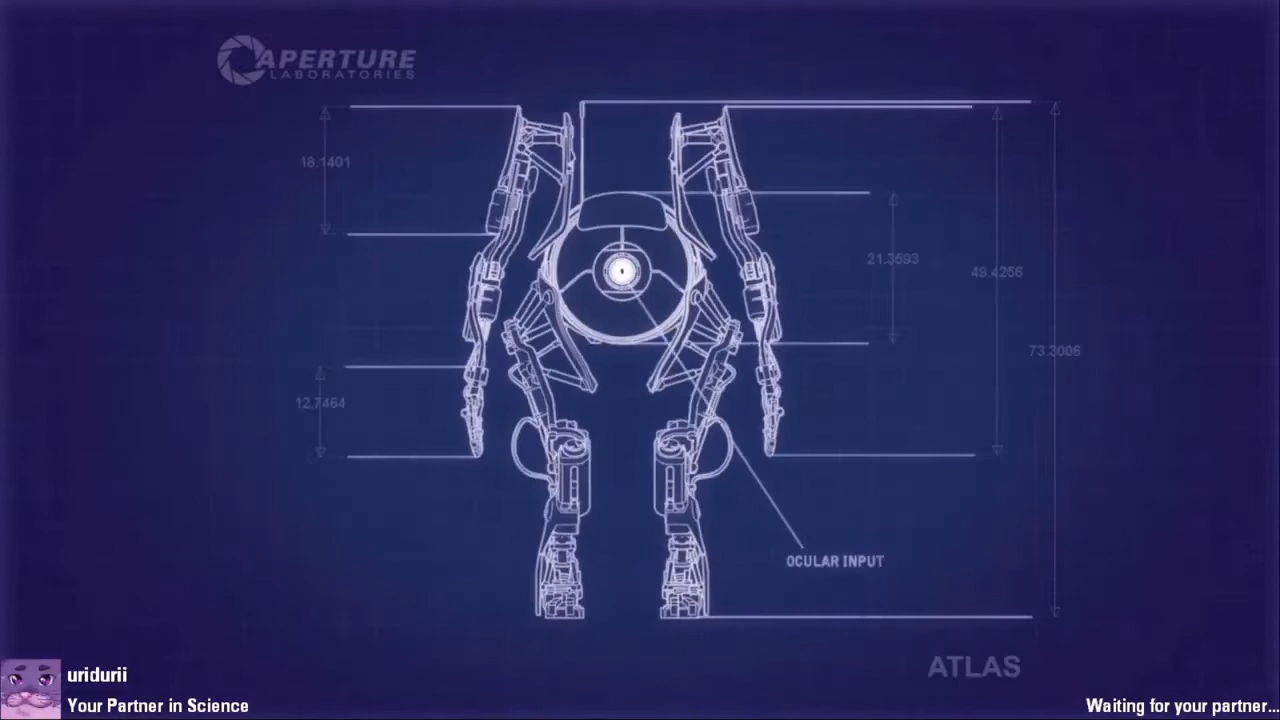 APERTURE
LABORATORIES
18.1401
21.3593
49.4256
73.3006
12.7464
OCULAR INPUT
ATLAS
uridurii
Your Partner in Science
Waiting for your partner...